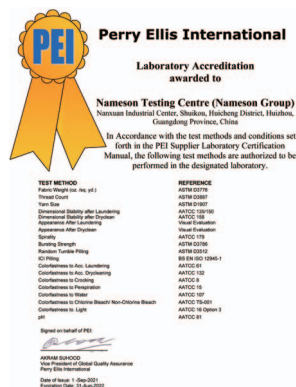 PEI
Perry Ellis International
Laboratory Accreditation
awarded to
Nameson Testing Centre (Nameson Group)
Nanxuan Industrial Center, Shuikou, Huicheng District, Huizhou,
Guangdong Province, China
In Accordance with the test methods and conditions set
forth in the PEI Supplier Laboratory Certification
Manual, the following test methods are authorized to be
performed in the designated laboratory.
TEST METHOD REFERENCE
Fabric Weight (oz. /sq. yd.) ASTM D3776
Thread Count ASTM D3887
Yarn Size ASTM D1907
Dimensional Stability after Laundering AATCC 135/150
Dimensional Stability after Dryclean AATCC 158
Appearance After Laundering Visual Evaluation
Appearance After Dryclean Visual Evaluation
Spirality AATCC 179
Bursting Strength ASTM D3786
Random Tumble Pilling ASTM D3512
ICI Pilling BS EN ISO 12945-1
Colorfastness to Acc. Laundering AATCC 61
Colorfastness to Acc. Drycleaning AATCC 132
Colorfastness to Crocking AATCC 8
Colorfastness to Perspiration AATCC 15
Colorfastness to Water AATCC 107
Colorfastness to Chlorine Bleach/ Non-Chlorine Bleach AATCC TS-001
Colorfastness to Light AATCC 16 Option 3
pH AATCC 81
Signed on behalf of PEI:
AKRAM SUHOOD
Vice President of Global Quality Assurance
Perry Ellis International
Date of Issue: 1 -Sep-2021
Expiration Date: 31-Aug-2022